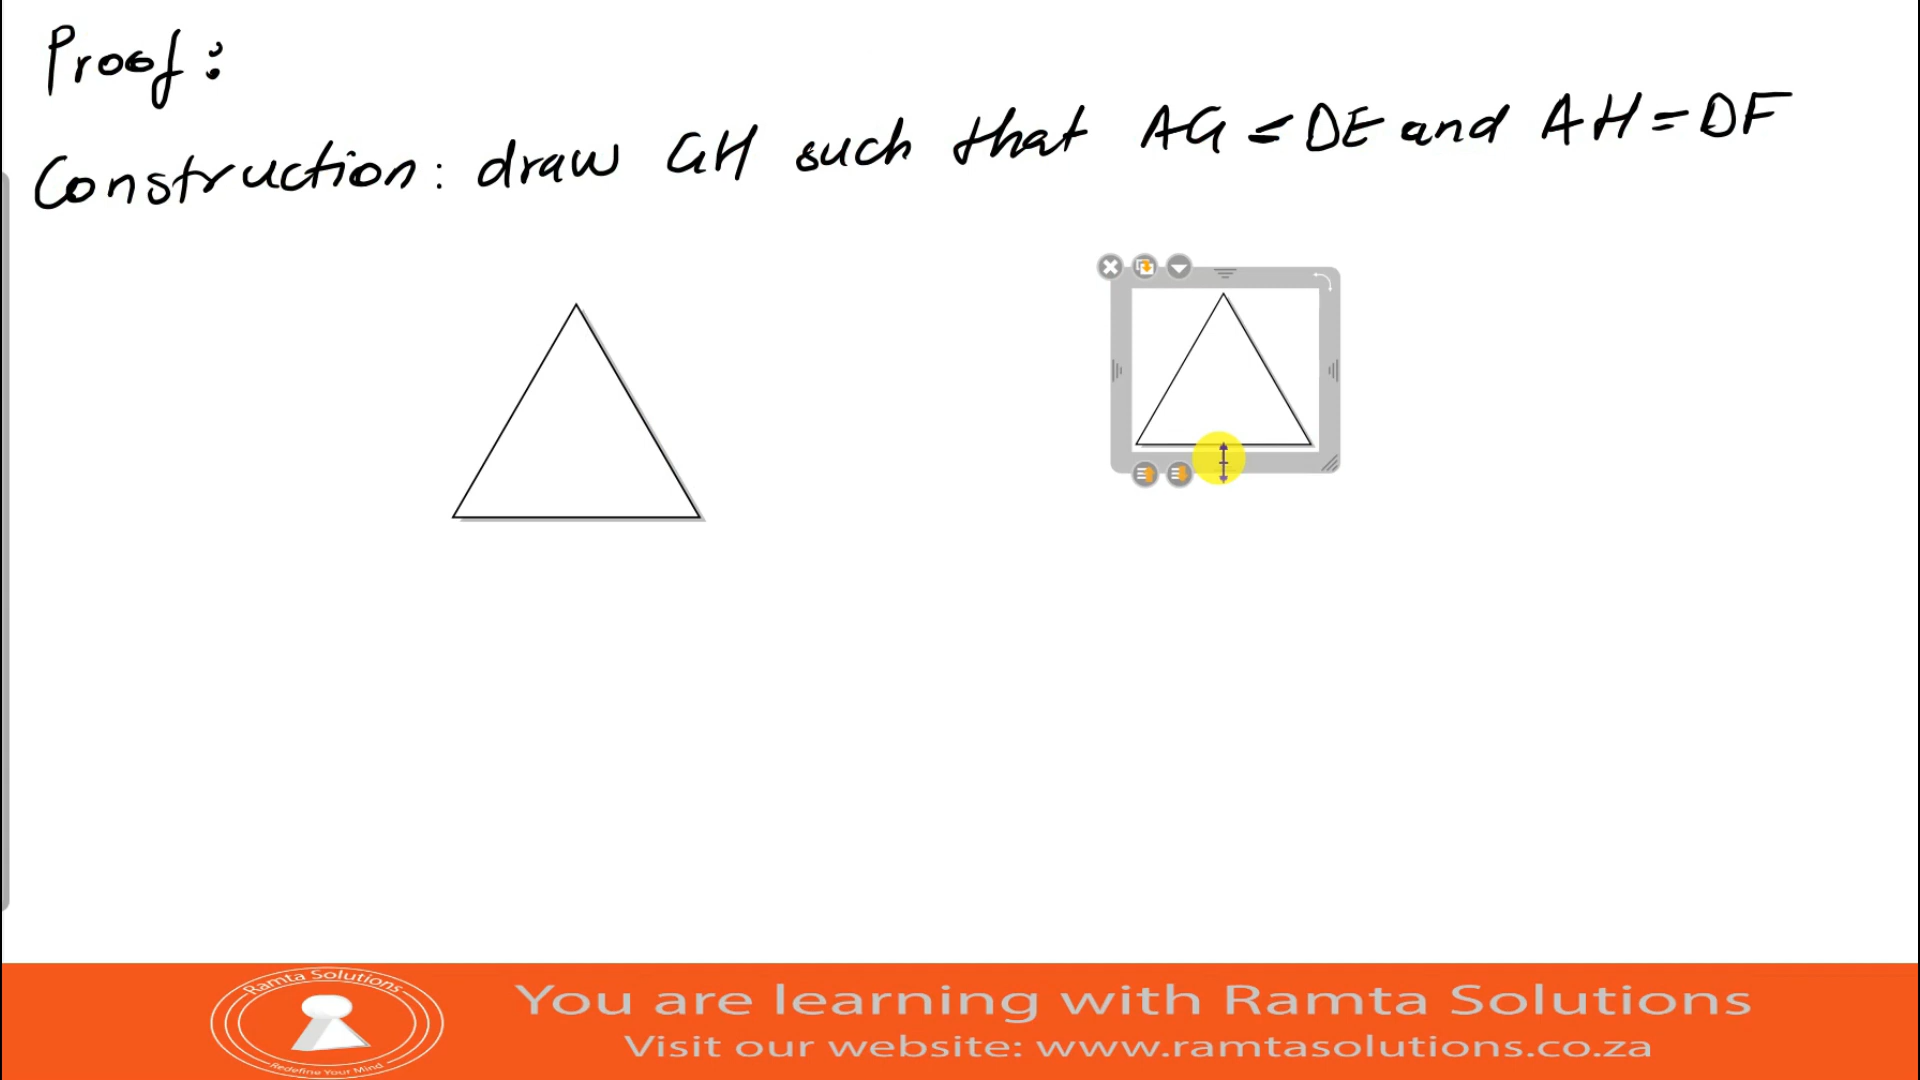 Proof:
Construction: draw GH such that AG = DE and AH = DF
Ramta Solutions
Redefine Your Mind
You are learning with Ramta Solutions
Visit our website: www.ramtasolutions.co.za